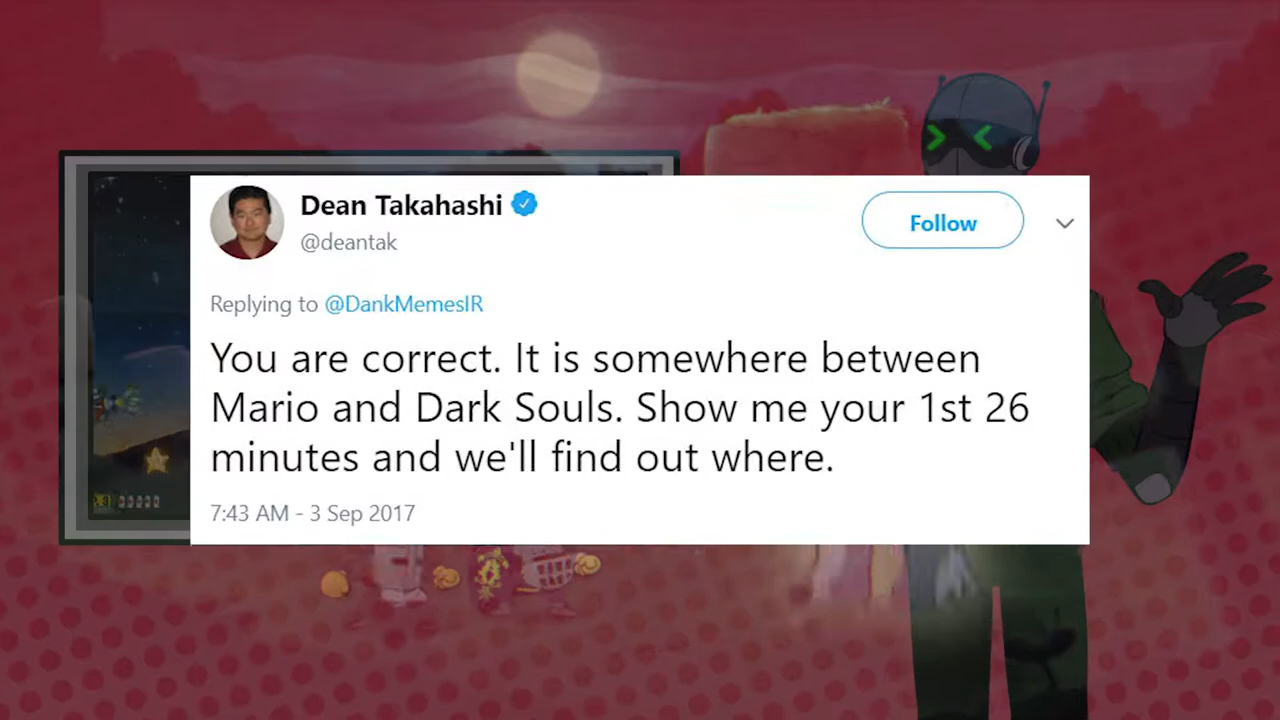 Dean Takahashi
@deantak
Follow
Replying to @DankMemesIR
You are correct. It is somewhere between
Mario and Dark Souls. Show me your 1st 26
minutes and we'll find out where.
7:43 AM - 3 Sep 2017